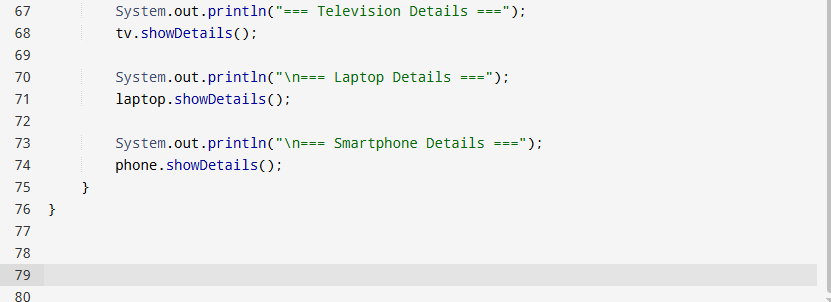 67 System.out.println("=== Television Details ===");
68 tv.showDetails();
69
70 System.out.println("\n=== Laptop Details ===");
71 laptop.showDetails();
72
73 System.out.println("\n=== Smartphone Details ===");
74 phone.showDetails();
75 }
76 }
77
78
79
80